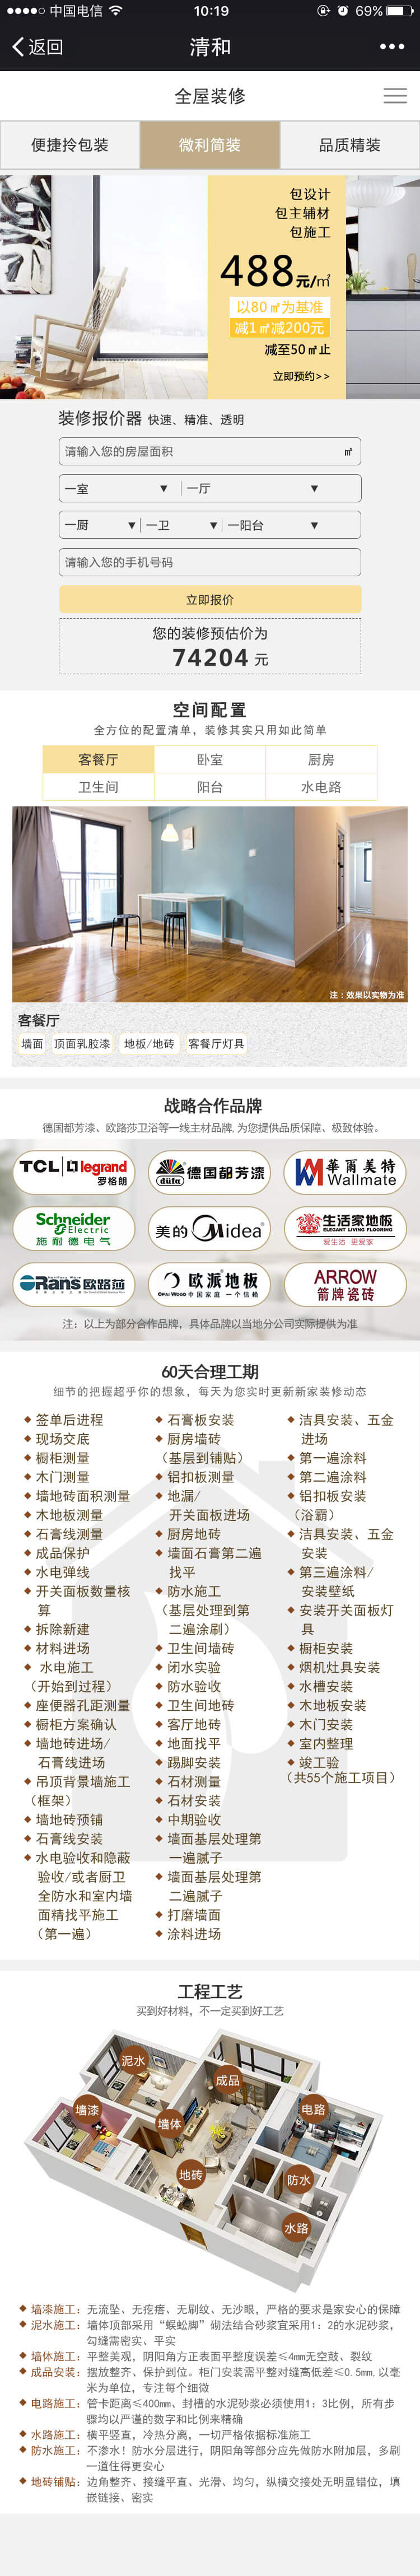 中国电信 10:19 69%
返回 清和
全屋装修
便捷拎包装 微利简装 品质精装
包设计
包主辅材
包施工
488元/㎡
以80㎡为基准
减1㎡减200元
减至50㎡止
立即预约>>
装修报价器 快速、精准、透明
请输入您的房屋面积 ㎡
一室 ▼ 一厅 ▼
一厨 ▼ 一卫 ▼ 一阳台 ▼
请输入您的手机号码
立即报价
您的装修预估价为
74204 元
空间配置
全方位的配置清单，装修其实只用如此简单
客餐厅 卧室 厨房
卫生间 阳台 水电路
注：效果以实物为准
客餐厅
墙面 顶面乳胶漆 地板/地砖 客餐厅灯具
战略合作品牌
德国都芳漆、欧路莎卫浴等一线主材品牌,为您提供品质保障、极致体验。
TCL legrand 罗格朗
düfa 德国都芳漆
華爾美特 Wallmate
Schneider Electric 施耐德电气
美的 Midea
生活家地板 ELEGANT LIVING FLOORING 爱生活 更爱家
ORans 欧路莎
OPAI WOOD 欧派地板 中国家庭 一个信赖
ARROW 箭牌瓷砖
注：以上为部分合作品牌，具体品牌以当地分公司实际提供为准
60天合理工期
细节的把握超乎你的想象，每天为您实时更新新家装修动态
签单后进程
现场交底
橱柜测量
木门测量
墙地砖面积测量
木地板测量
石膏线测量
成品保护
水电弹线
开关面板数量核
算
拆除新建
材料进场
水电施工
（开始到过程）
座便器孔距测量
橱柜方案确认
墙地砖进场/
石膏线进场
吊顶背景墙施工
（框架）
墙地砖预铺
石膏线安装
水电验收和隐蔽
验收/或者厨卫
全防水和室内墙
面精找平施工
（第一遍）
石膏板安装
厨房墙砖
（基层到铺贴）
铝扣板测量
地漏/
开关面板进场
厨房地砖
墙面石膏第二遍
找平
防水施工
（基层处理到第
二遍涂刷）
卫生间墙砖
闭水实验
防水验收
卫生间地砖
客厅地砖
地面找平
踢脚安装
石材测量
石材安装
中期验收
墙面基层处理第
一遍腻子
墙面基层处理第
二遍腻子
打磨墙面
涂料进场
洁具安装、五金
进场
第一遍涂料
第二遍涂料
铝扣板安装
（浴霸）
洁具安装、五金
安装
第三遍涂料/
安装壁纸
安装开关面板灯
具
橱柜安装
烟机灶具安装
水槽安装
木地板安装
木门安装
室内整理
竣工验
（共55个施工项目）
工程工艺
买到好材料，不一定买到好工艺
泥水
成品
墙漆
墙体
电路
地砖
防水
水路
墙漆施工：无流坠、无疙瘩、无刷纹、无沙眼，严格的要求是家安心的保障
泥水施工：墙体顶部采用“蜈蚣脚”砌法结合砂浆宜采用1：2的水泥砂浆，
勾缝需密实、平实
墙体施工：平整美观，阴阳角方正表面平整度误差≤4mm无空鼓、裂纹
成品安装：摆放整齐、保护到位。柜门安装需平整对缝高低差≤0.5mm,以毫
米为单位，专注每个细微
电路施工：管卡距离≤400mm、封槽的水泥砂浆必须使用1：3比例，所有步
骤均以严谨的数字和比例来精确
水路施工：横平竖直，冷热分离，一切严格依据标准施工
防水施工：不渗水！防水分层进行，阴阳角等部分应先做防水附加层，多刷
一道住得更安心
地砖铺贴：边角整齐、接缝平直、光滑、均匀，纵横交接处无明显错位，填
嵌链接、密实